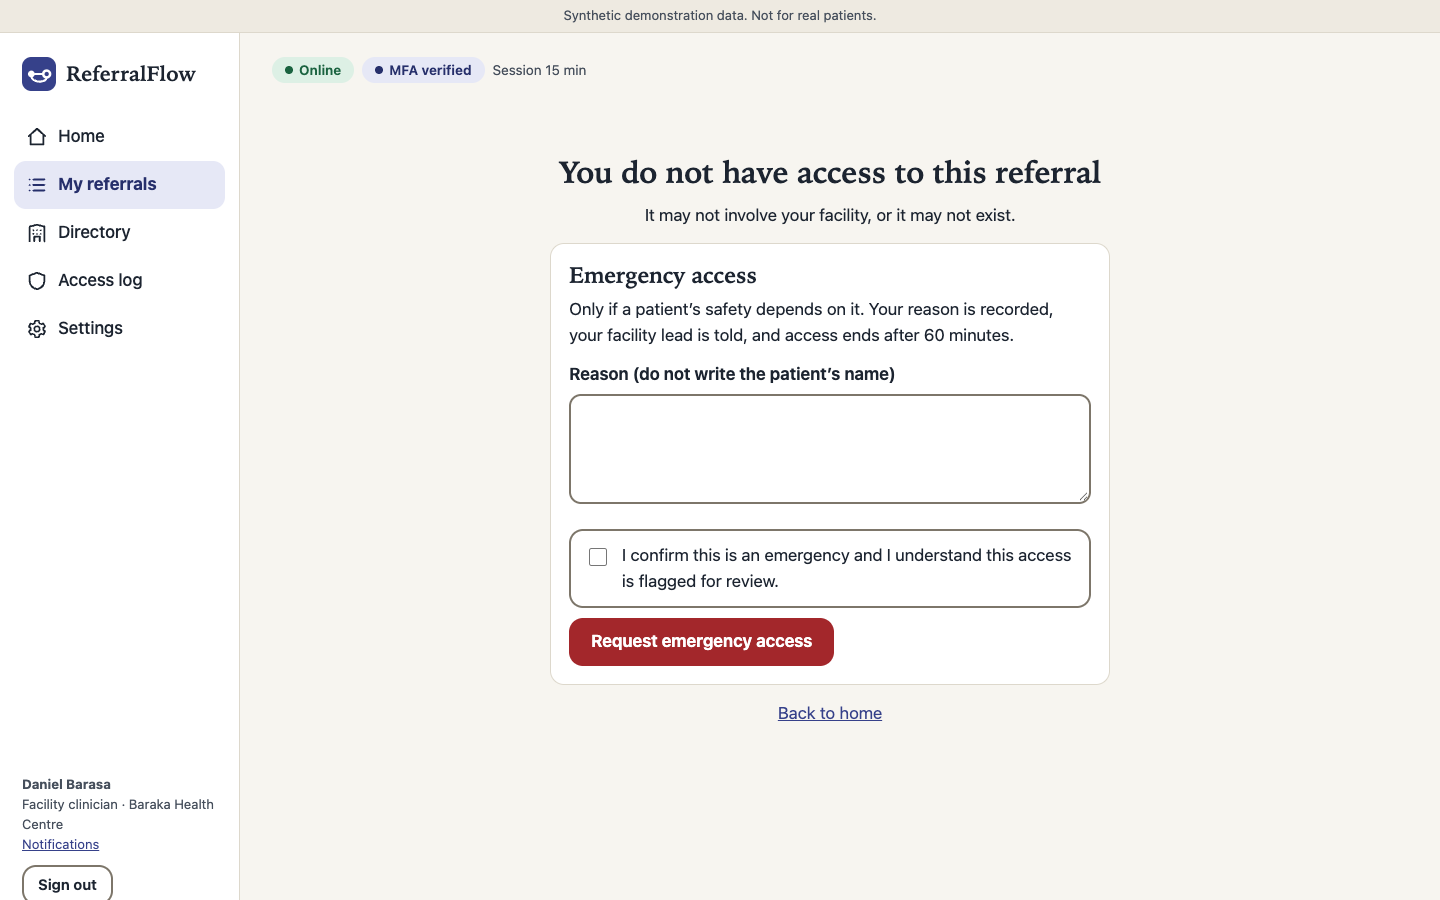 Synthetic demonstration data. Not for real patients.
ReferralFlow
Home
My referrals
Directory
Access log
Settings
Daniel Barasa
Facility clinician · Baraka Health
Centre
Notifications
Sign out
Online
MFA verified
Session 15 min
You do not have access to this referral
It may not involve your facility, or it may not exist.
Emergency access
Only if a patient’s safety depends on it. Your reason is recorded,
your facility lead is told, and access ends after 60 minutes.
Reason (do not write the patient’s name)
I confirm this is an emergency and I understand this access
is flagged for review.
Request emergency access
Back to home